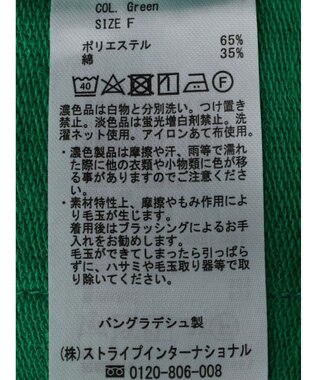 COL. Green
SIZE F
ポリエステル 65%
綿 35%
40
F
濃色品は白物と分別洗い。つけ置き
禁止。淡色品は蛍光増白剤禁止。洗
濯ネット使用。アイロンあて布使用。
・濃色製品は摩擦や汗、雨等で濡れ
た際に他の衣類や小物類に色が移
る事がありますのでご注意くださ
い。
・素材特性上、摩擦やもみ作用により
毛玉が生じます。
着用後はブラッシングによるお手
入れをお勧めします。
毛玉ができてしまったら引っぱら
ずに、ハサミや毛玉取り器等で取り
除いてください。
バングラデシュ製
(株)ストライプインターナショナル
0120-806-008